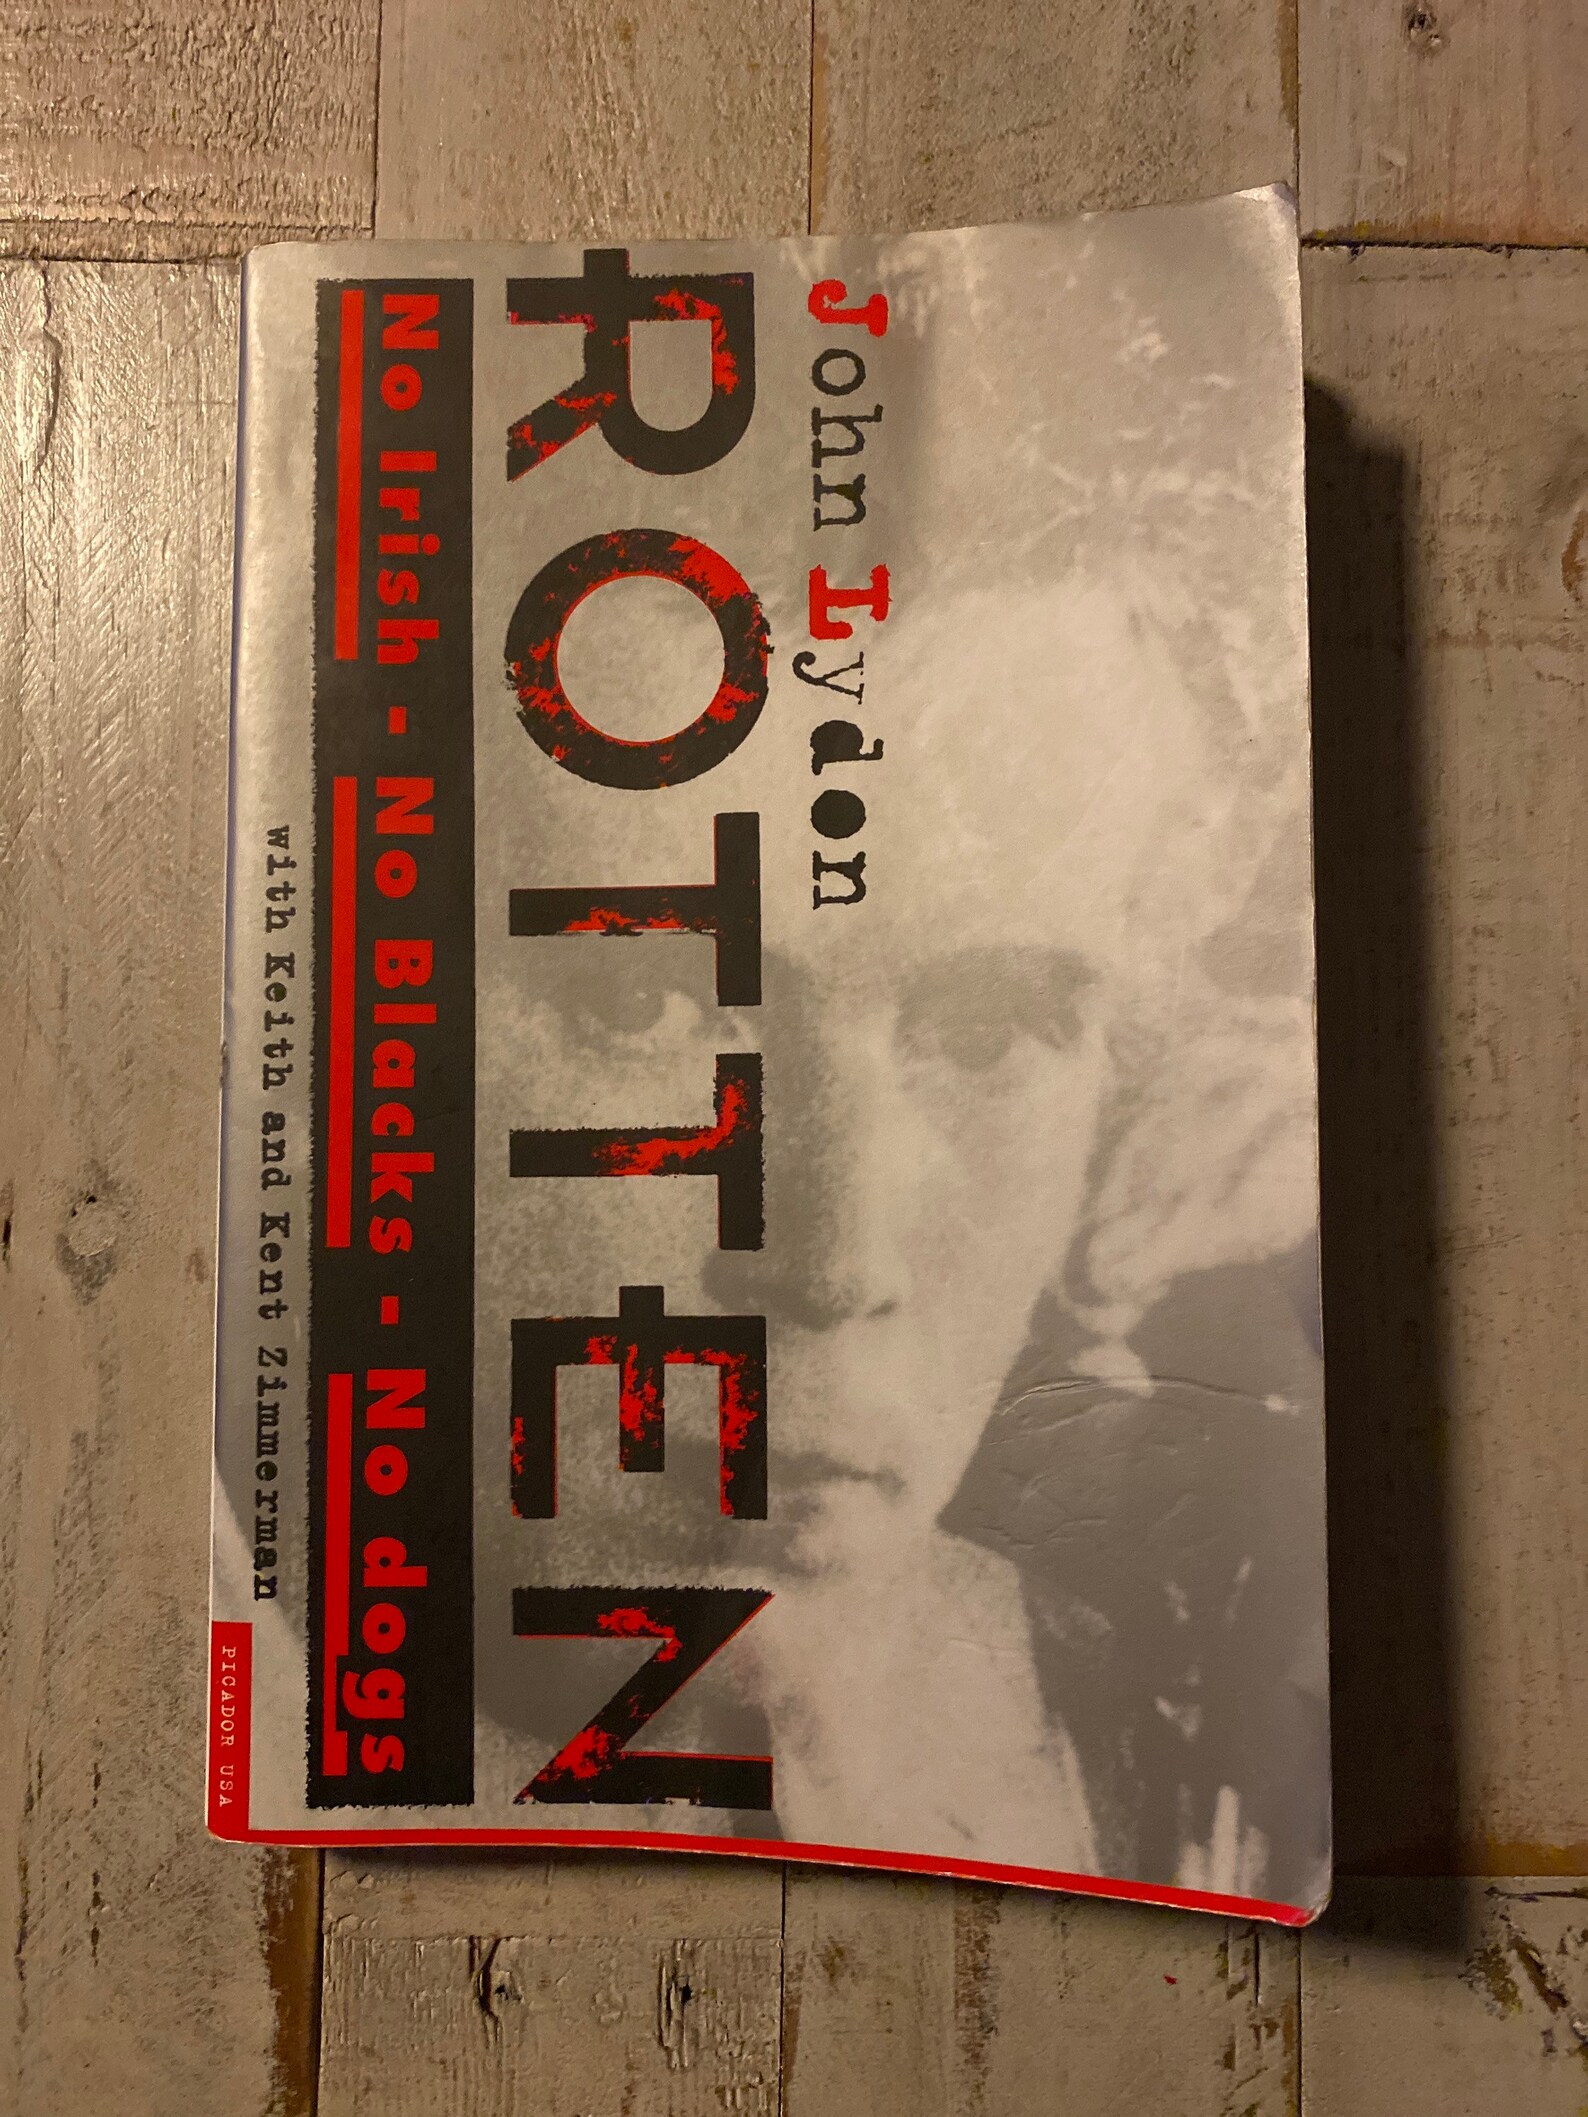 John Lydon
ROTTEN
No Irish - No Blacks - No dogs
with Keith and Kent Zimmerman
PICADOR USA